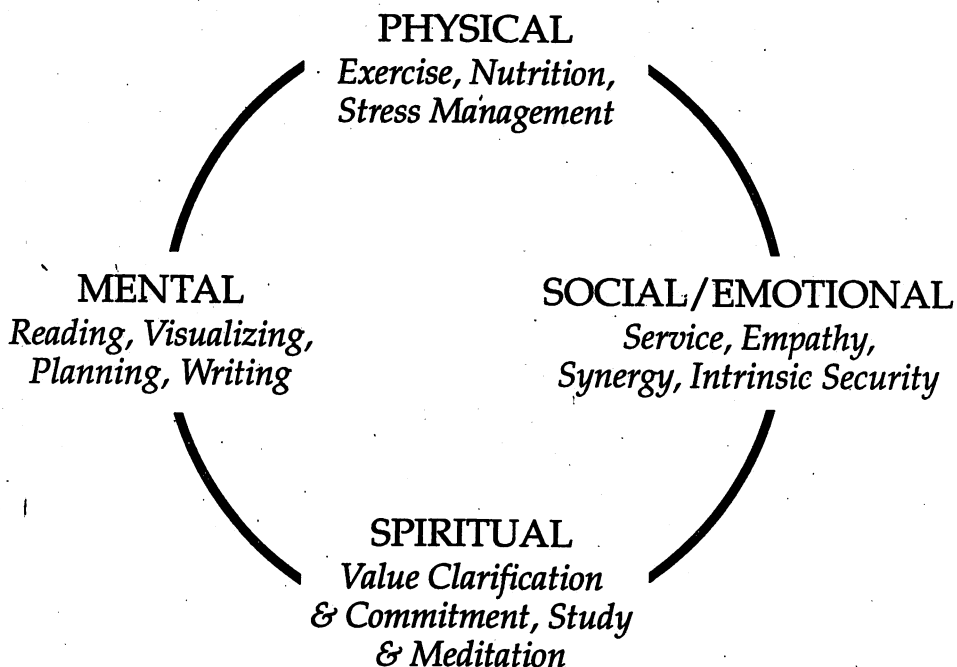 PHYSICAL
Exercise, Nutrition,
Stress Management
MENTAL
Reading, Visualizing,
Planning, Writing
SOCIAL/EMOTIONAL
Service, Empathy,
Synergy, Intrinsic Security
SPIRITUAL
Value Clarification
& Commitment, Study
& Meditation